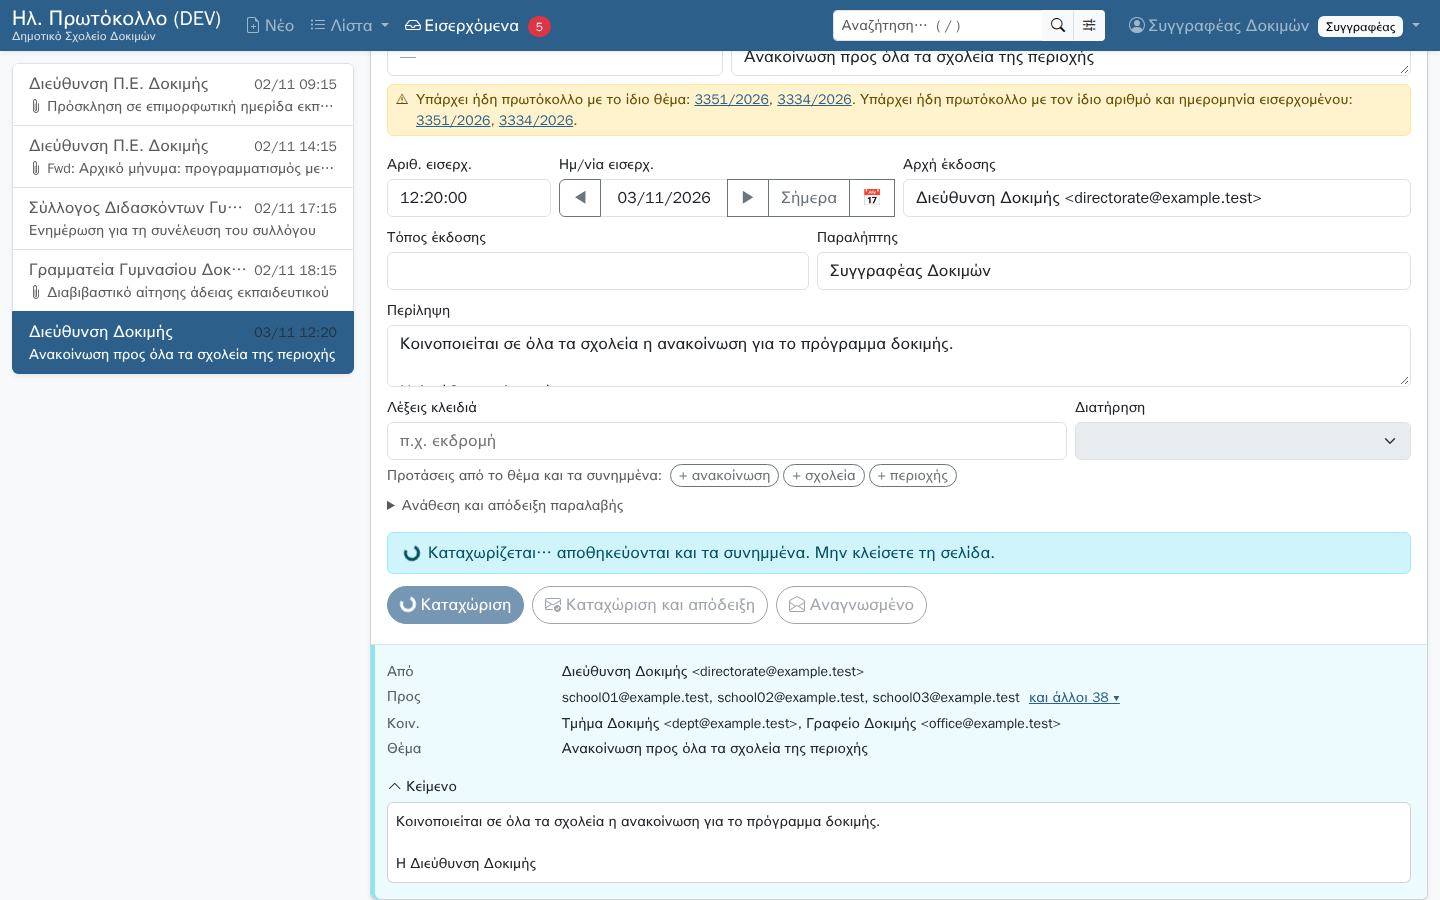 Ηλ. Πρωτόκολλο (DEV)
Δημοτικό Σχολείο Δοκιμών
Νέο
Λίστα
Εισερχόμενα 5
Αναζήτηση… ( / )
Συγγραφέας Δοκιμών Συγγραφέας
Διεύθυνση Π.Ε. Δοκιμής 02/11 09:15
Πρόσκληση σε επιμορφωτική ημερίδα εκπ…
Διεύθυνση Π.Ε. Δοκιμής 02/11 14:15
Fwd: Αρχικό μήνυμα: προγραμματισμός με…
Σύλλογος Διδασκόντων Γυ… 02/11 17:15
Ενημέρωση για τη συνέλευση του συλλόγου
Γραμματεία Γυμνασίου Δοκ… 02/11 18:15
Διαβιβαστικό αίτησης άδειας εκπαιδευτικού
Διεύθυνση Δοκιμής 03/11 12:20
Ανακοίνωση προς όλα τα σχολεία της περιοχής
— Ανακοίνωση προς όλα τα σχολεία της περιοχής
⚠ Υπάρχει ήδη πρωτόκολλο με το ίδιο θέμα: 3351/2026, 3334/2026. Υπάρχει ήδη πρωτόκολλο με τον ίδιο αριθμό και ημερομηνία εισερχομένου:
3351/2026, 3334/2026.
Αριθ. εισερχ. Ημ/νία εισερχ. Αρχή έκδοσης
12:20:00 ◀ 03/11/2026 ▶ Σήμερα 📅 Διεύθυνση Δοκιμής <directorate@example.test>
Τόπος έκδοσης Παραλήπτης
Συγγραφέας Δοκιμών
Περίληψη
Κοινοποιείται σε όλα τα σχολεία η ανακοίνωση για το πρόγραμμα δοκιμής.
Λέξεις κλειδιά Διατήρηση
π.χ. εκδρομή
Προτάσεις από το θέμα και τα συνημμένα: + ανακοίνωση + σχολεία + περιοχής
▶ Ανάθεση και απόδειξη παραλαβής
Καταχωρίζεται… αποθηκεύονται και τα συνημμένα. Μην κλείσετε τη σελίδα.
Καταχώριση Καταχώριση και απόδειξη Αναγνωσμένο
Από Διεύθυνση Δοκιμής <directorate@example.test>
Προς school01@example.test, school02@example.test, school03@example.test και άλλοι 38 ▾
Κοιν. Τμήμα Δοκιμής <dept@example.test>, Γραφείο Δοκιμής <office@example.test>
Θέμα Ανακοίνωση προς όλα τα σχολεία της περιοχής
Κείμενο
Κοινοποιείται σε όλα τα σχολεία η ανακοίνωση για το πρόγραμμα δοκιμής.
Η Διεύθυνση Δοκιμής